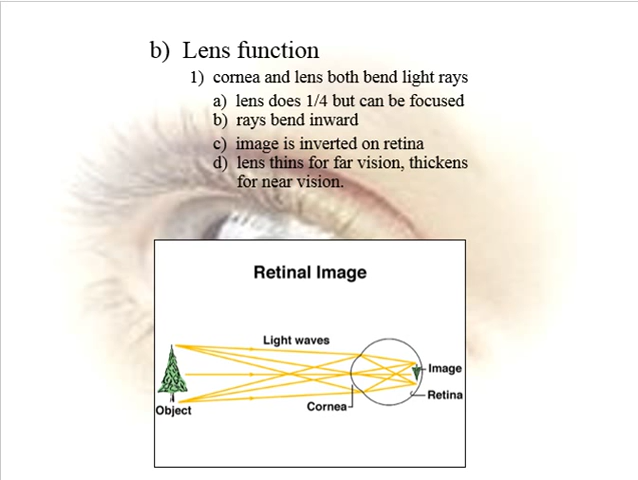 b) Lens function
1) cornea and lens both bend light rays
a) lens does 1/4 but can be focused
b) rays bend inward
c) image is inverted on retina
d) lens thins for far vision, thickens
for near vision.
Retinal Image
Light waves
Image
Retina
Cornea
Object